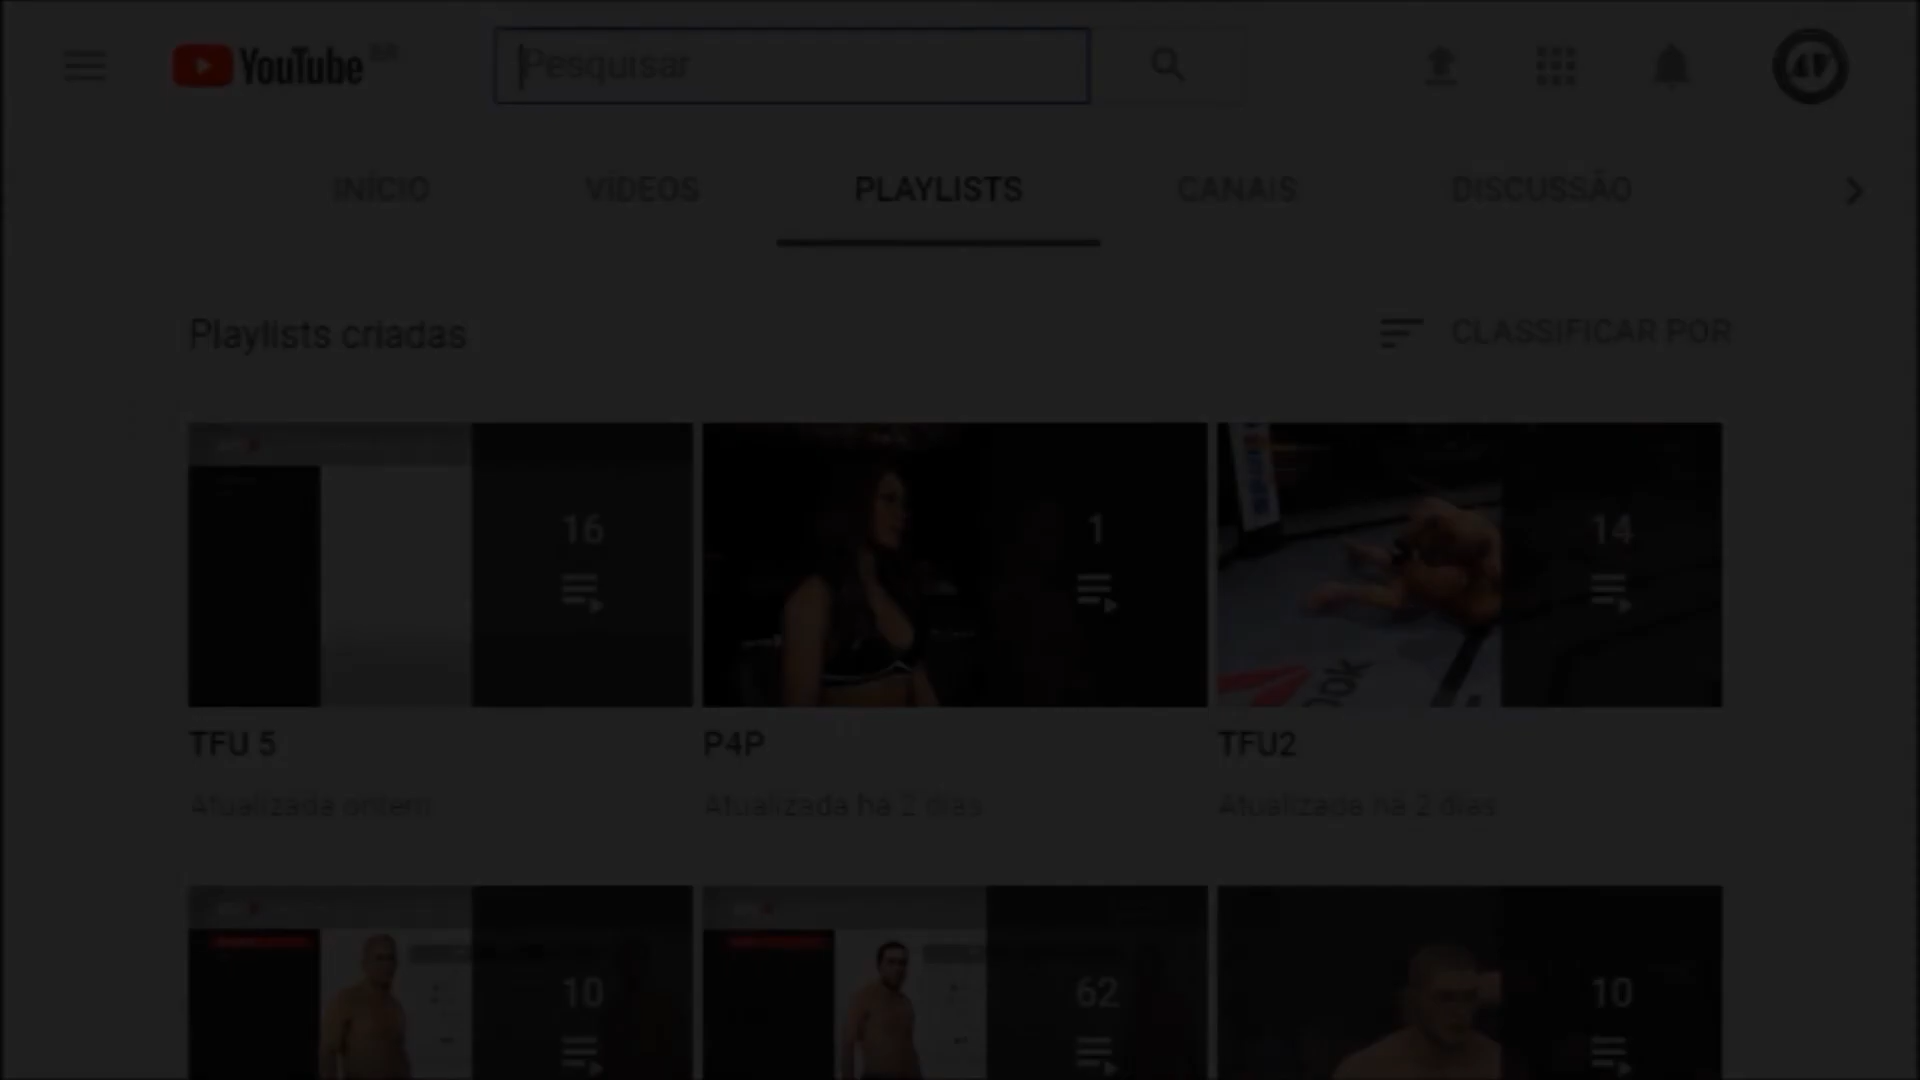 YouTube BR
Pesquisar
INÍCIO VÍDEOS PLAYLISTS CANAIS DISCUSSÃO
Playlists criadas
CLASSIFICAR POR
16
1
14
TFU 5
P4P
TFU2
Atualizada ontem
Atualizada há 2 dias
Atualizada há 2 dias
10
62
10